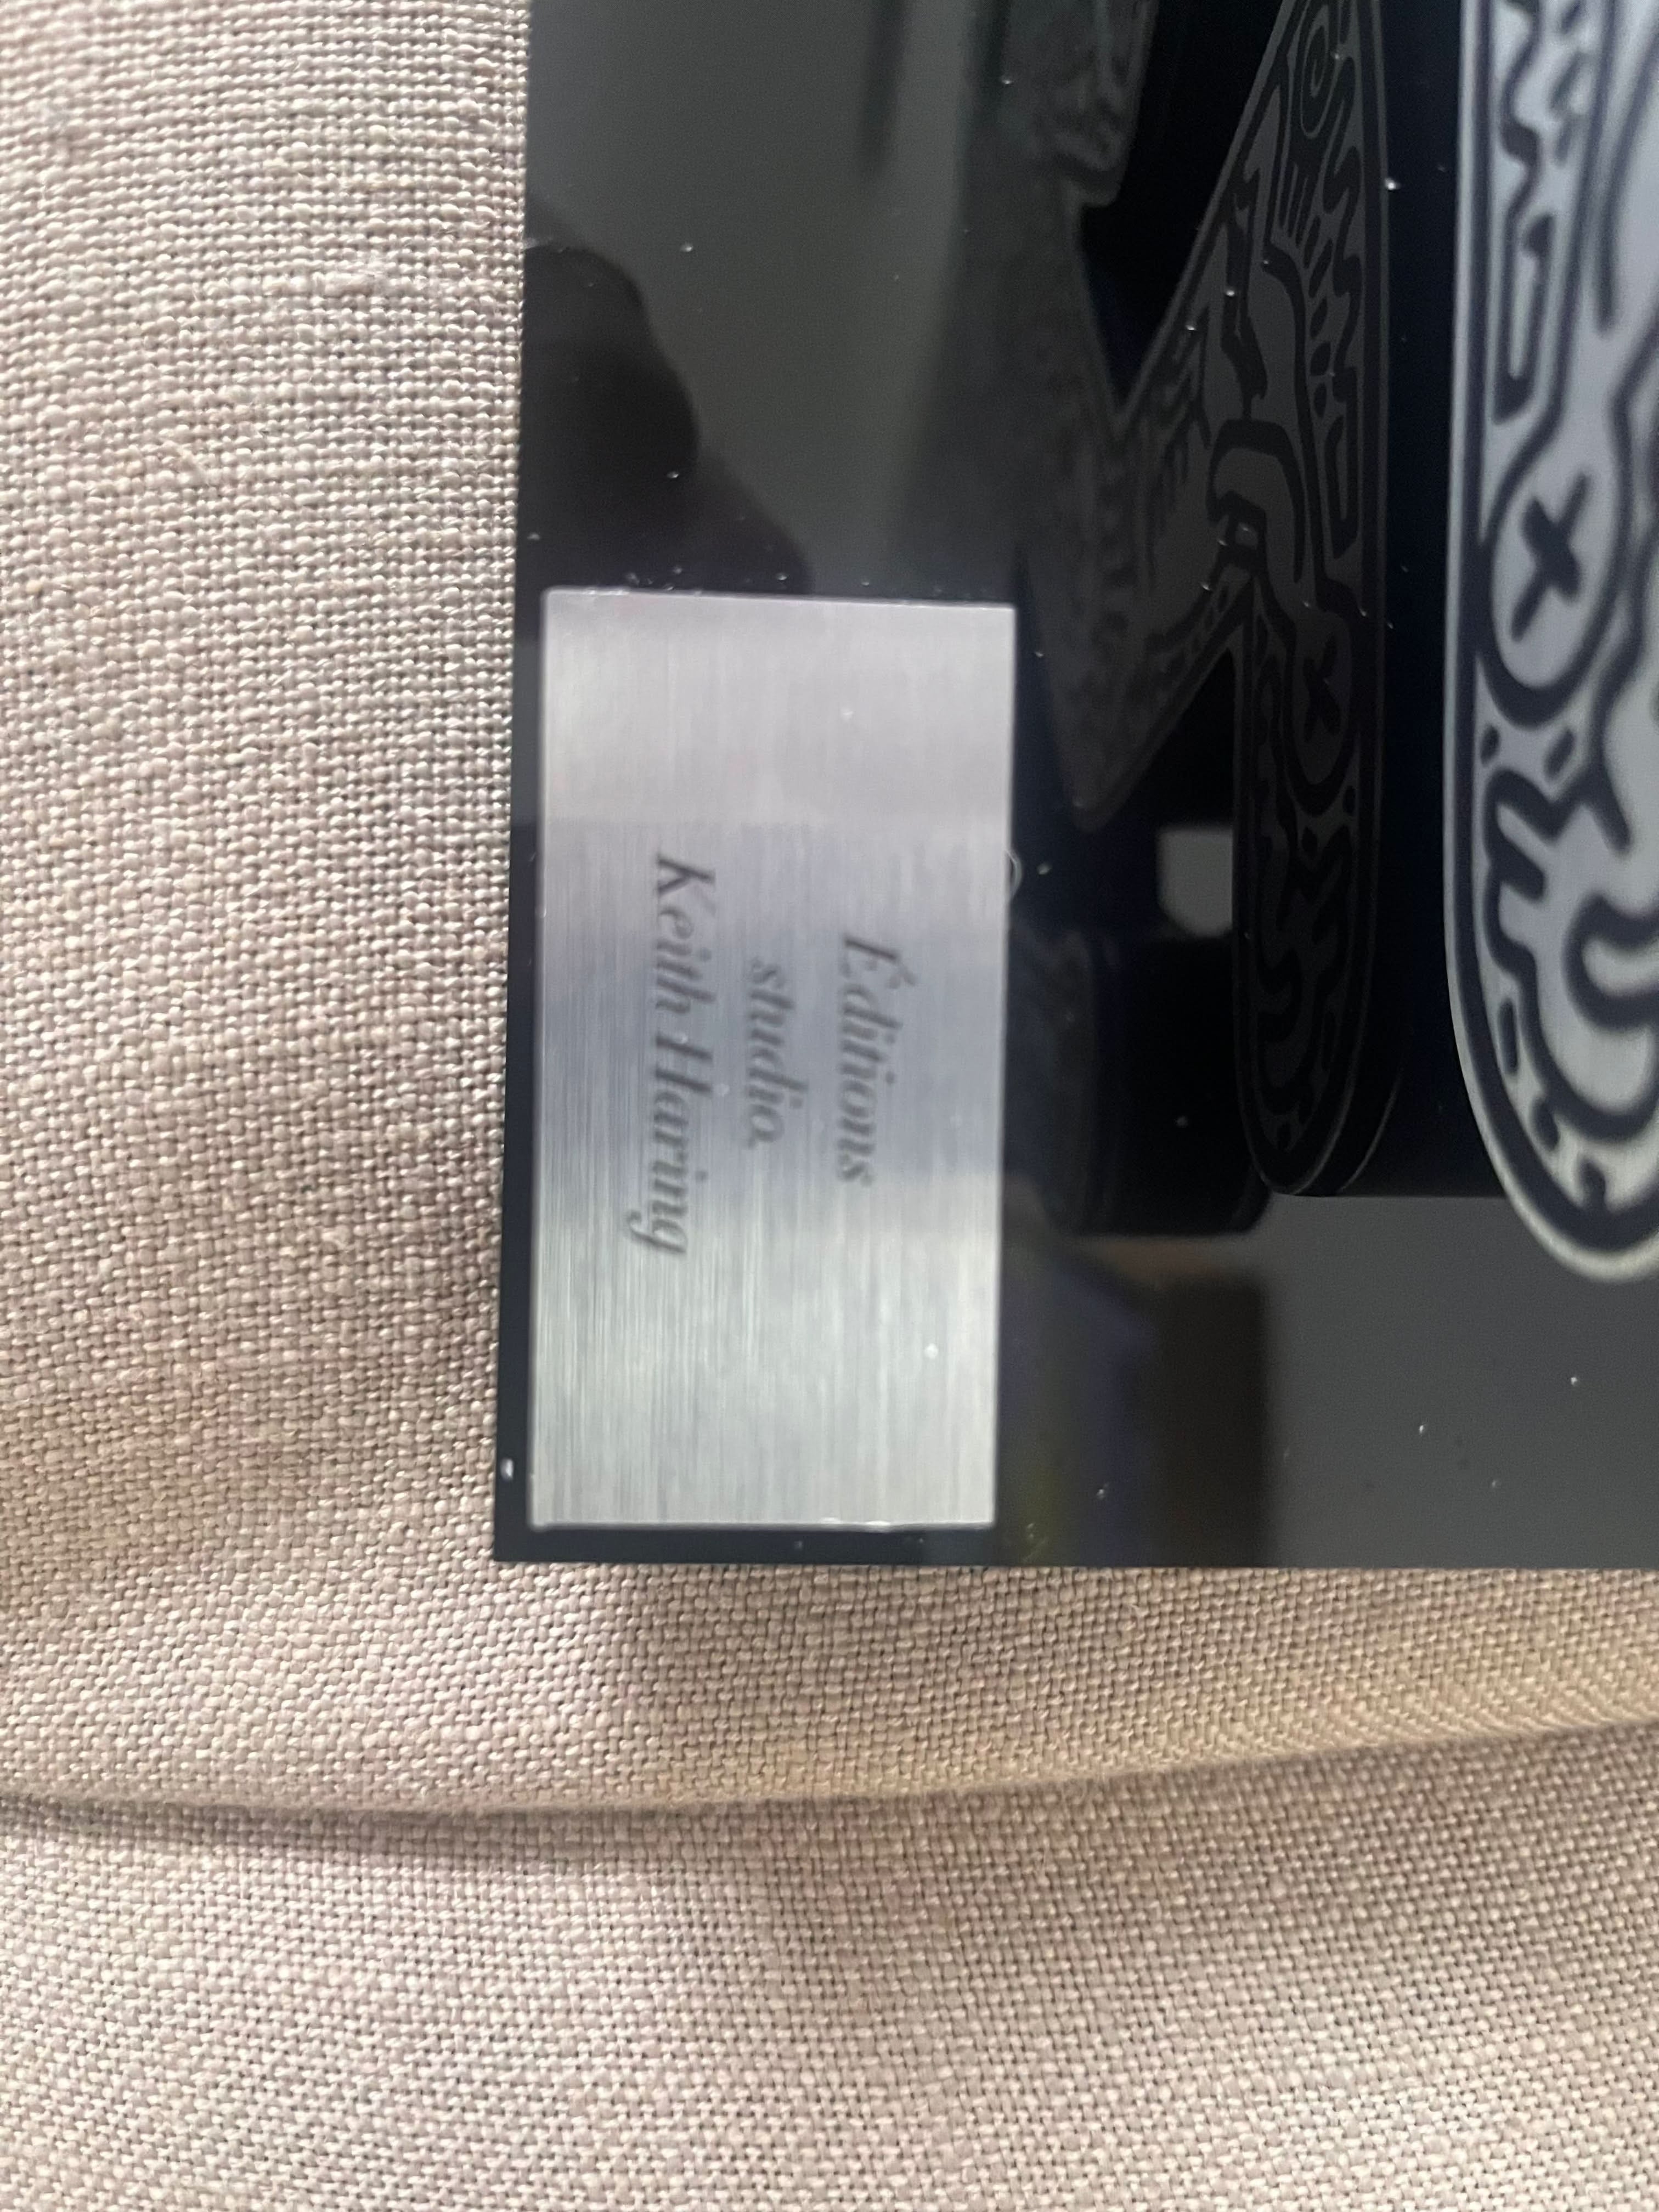 Éditions
studio
Keith Haring